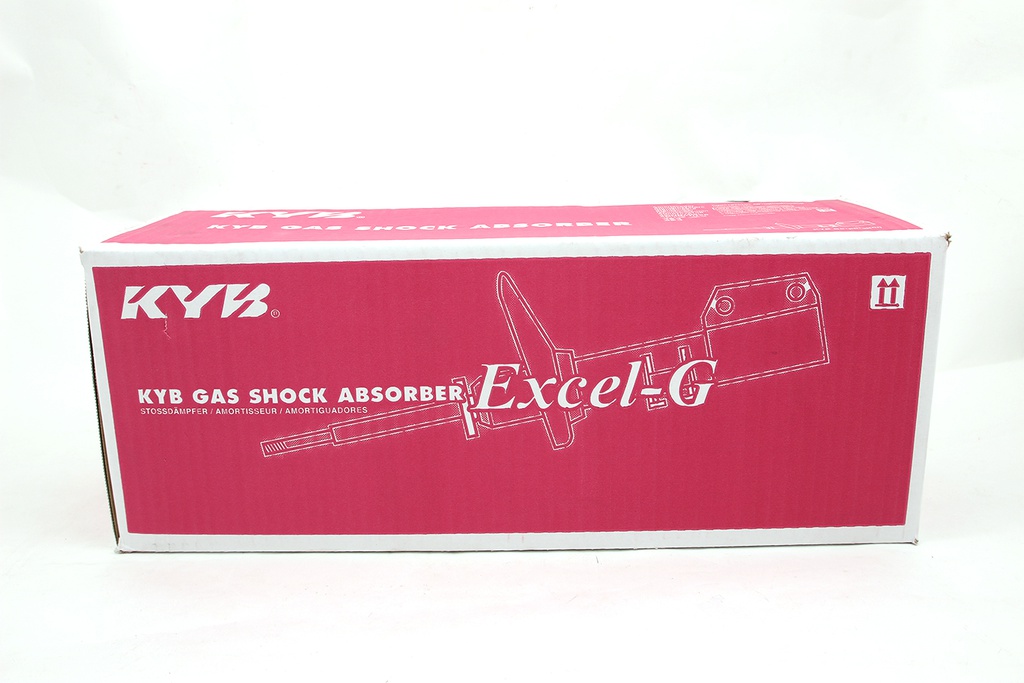 KYB
KYB GAS SHOCK ABSORBER
KYB®
KYB GAS SHOCK ABSORBER Excel-G
STOSSDÄMPFER / AMORTISSEUR / AMORTIGUADORES